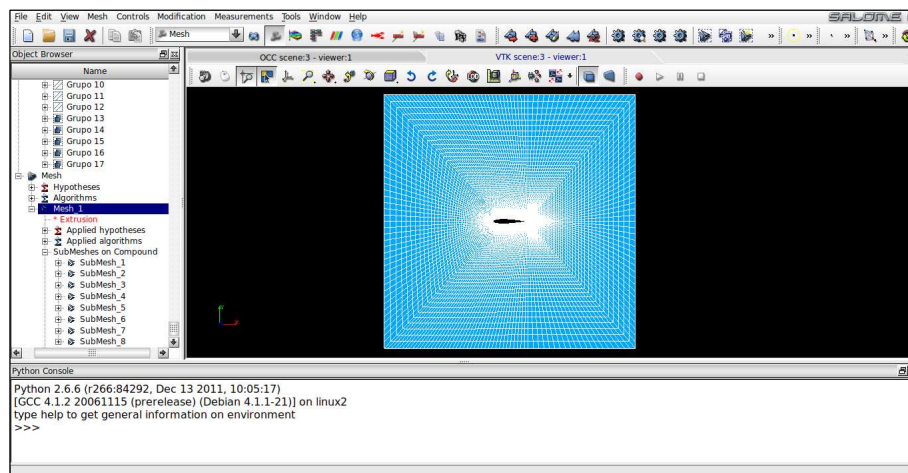 File Edit View Mesh Controls Modification Measurements Tools Window Help
SALOME
Mesh
Object Browser
OCC scene:3 - viewer:1
VTK scene:3 - viewer:1
Name
Grupo 10
Grupo 11
Grupo 12
Grupo 13
Grupo 14
Grupo 15
Grupo 16
Grupo 17
Mesh
Hypotheses
Algorithms
Mesh_1
* Extrusion
Applied hypotheses
Applied algorithms
SubMeshes on Compound
SubMesh_1
SubMesh_2
SubMesh_3
SubMesh_4
SubMesh_5
SubMesh_6
SubMesh_7
SubMesh_8
Python Console
Python 2.6.6 (r266:84292, Dec 13 2011, 10:05:17)
[GCC 4.1.2 20061115 (prerelease) (Debian 4.1.1-21)] on linux2
type help to get general information on environment
>>>